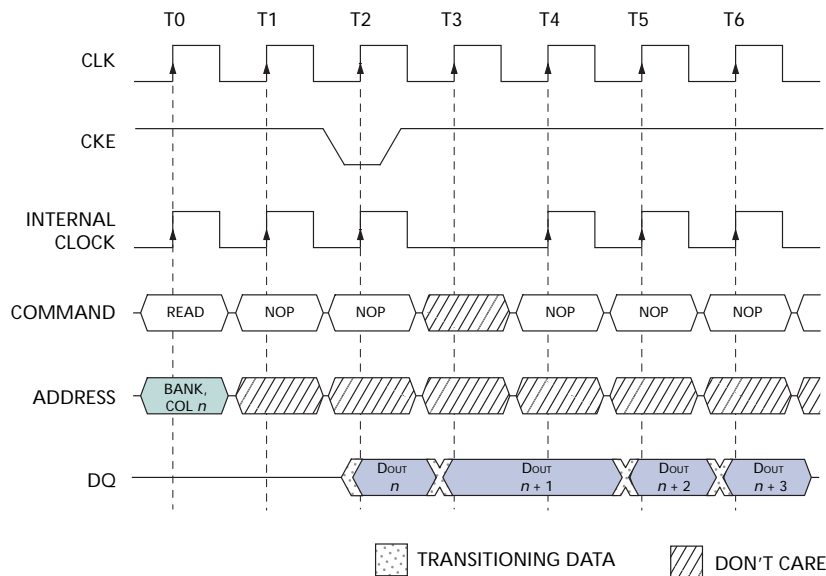 T0 T1 T2 T3 T4 T5 T6
CLK
CKE
INTERNAL
CLOCK
COMMAND READ NOP NOP NOP NOP NOP
ADDRESS BANK,
COL n
DQ DOUT DOUT DOUT DOUT
n n + 1 n + 2 n + 3
TRANSITIONING DATA DON'T CARE